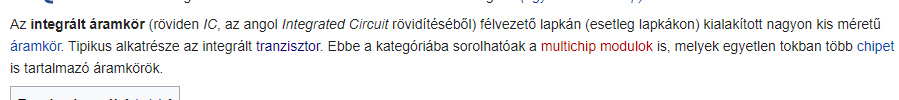 Az integrált áramkör (röviden IC, az angol Integrated Circuit rövidítéséből) félvezető lapkán (esetleg lapkákon) kialakított nagyon kis méretű
áramkör. Tipikus alkatrésze az integrált tranzisztor. Ebbe a kategóriába sorolhatóak a multichip modulok is, melyek egyetlen tokban több chipet
is tartalmazó áramkörök.